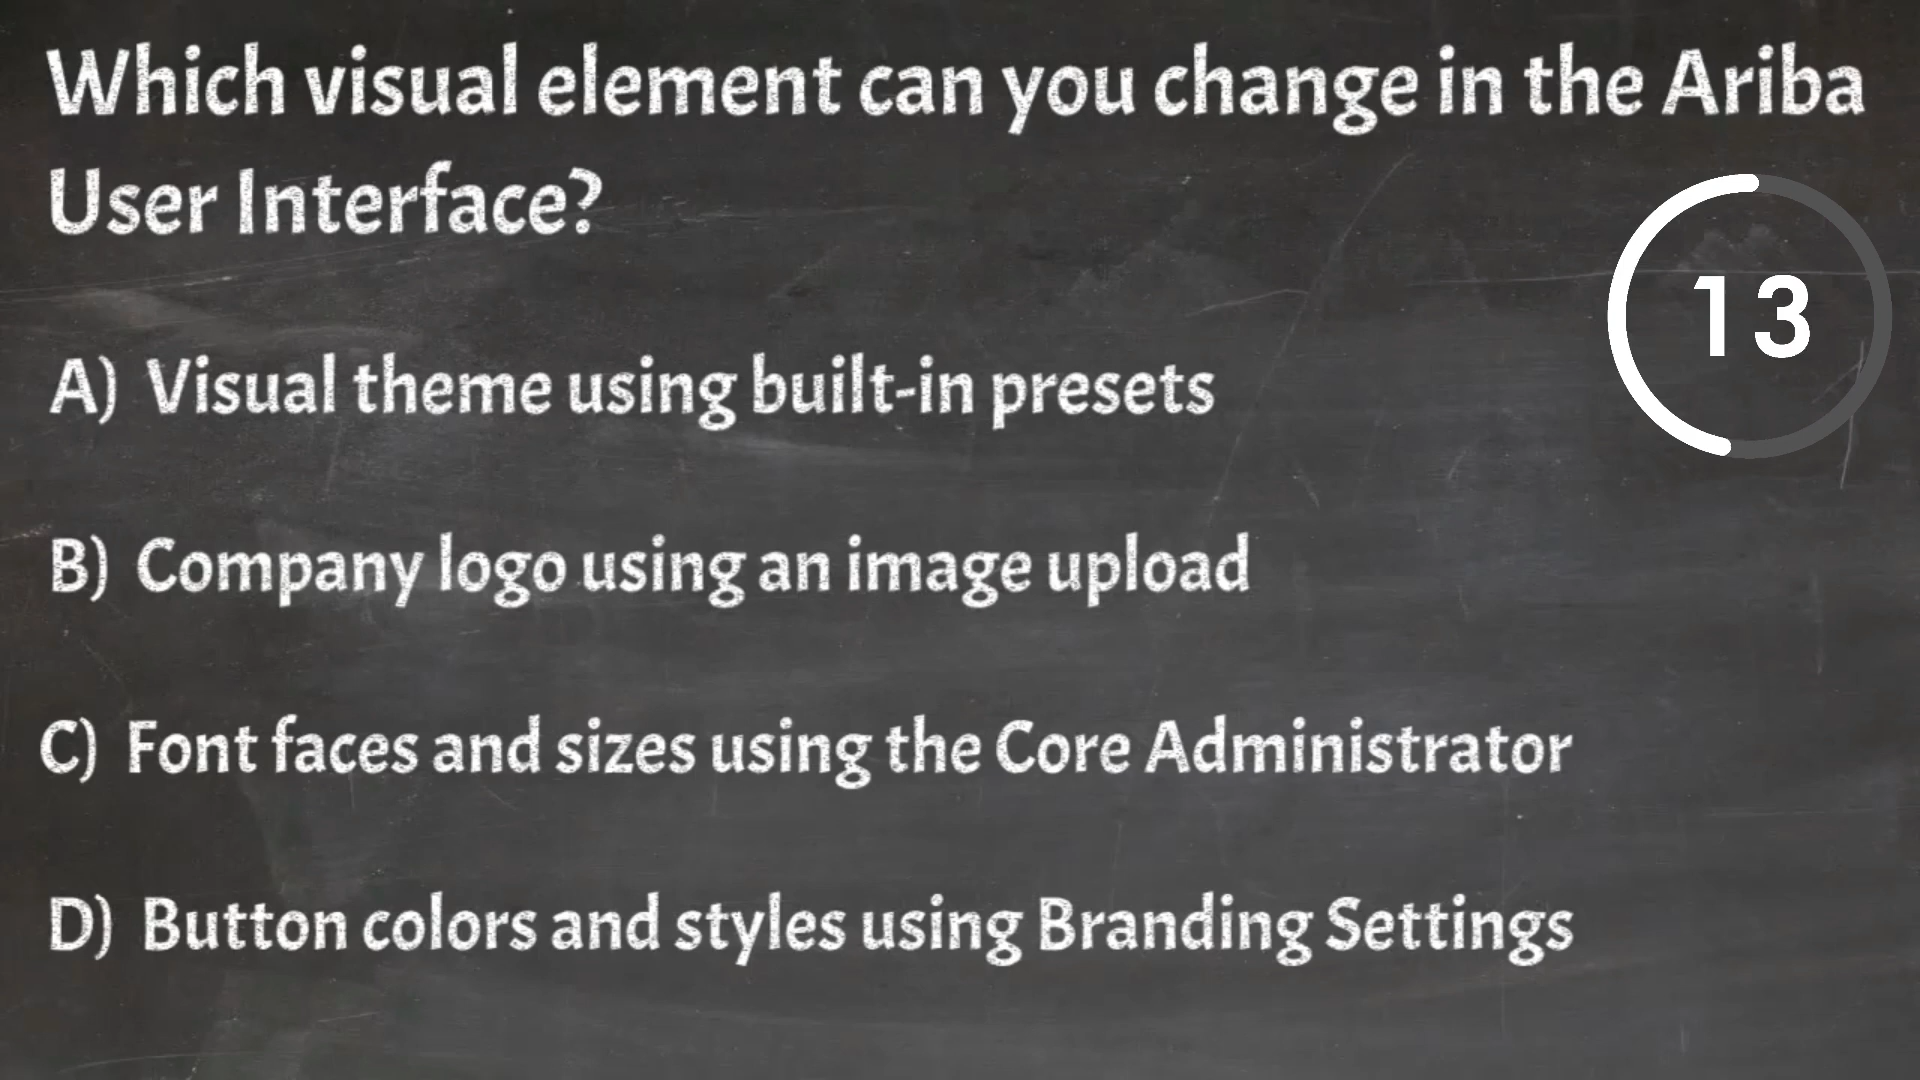 Which visual element can you change in the Ariba
User Interface?
13
A) Visual theme using built-in presets
B) Company logo using an image upload
C) Font faces and sizes using the Core Administrator
D) Button colors and styles using Branding Settings